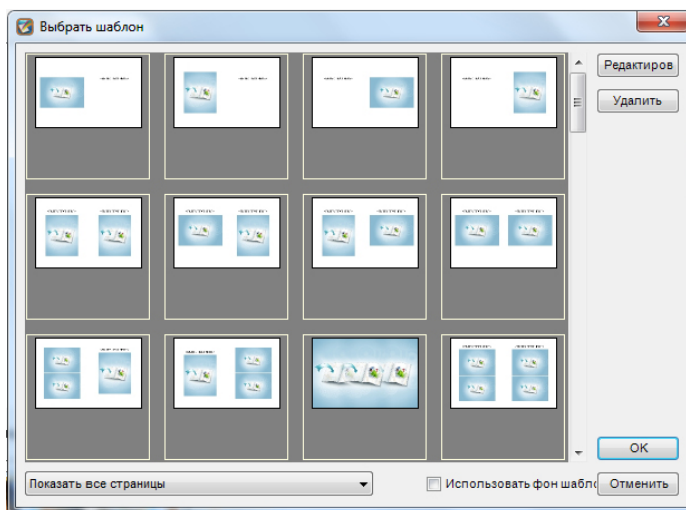 Выбрать шаблон
Редактиров
Удалить
OK
Показать все страницы
Использовать фон шабло
Отменить